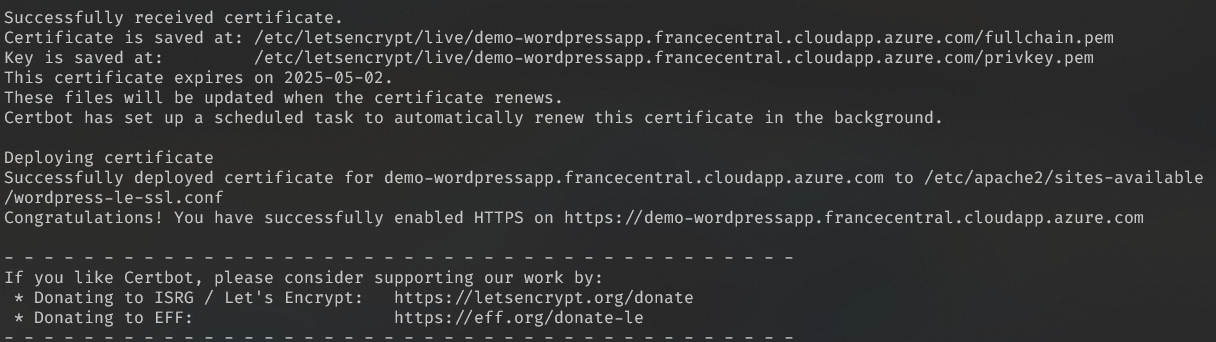 Successfully received certificate.
Certificate is saved at: /etc/letsencrypt/live/demo-wordpressapp.francecentral.cloudapp.azure.com/fullchain.pem
Key is saved at:         /etc/letsencrypt/live/demo-wordpressapp.francecentral.cloudapp.azure.com/privkey.pem
This certificate expires on 2025-05-02.
These files will be updated when the certificate renews.
Certbot has set up a scheduled task to automatically renew this certificate in the background.

Deploying certificate
Successfully deployed certificate for demo-wordpressapp.francecentral.cloudapp.azure.com to /etc/apache2/sites-available
/wordpress-le-ssl.conf
Congratulations! You have successfully enabled HTTPS on https://demo-wordpressapp.francecentral.cloudapp.azure.com

- - - - - - - - - - - - - - - - - - - - - - - - - - - - - - - - - - - - - - - -
If you like Certbot, please consider supporting our work by:
 * Donating to ISRG / Let's Encrypt:   https://letsencrypt.org/donate
 * Donating to EFF:                    https://eff.org/donate-le
- - - - - - - - - - - - - - - - - - - - - - - - - - - - - - - - - - - - - - - -